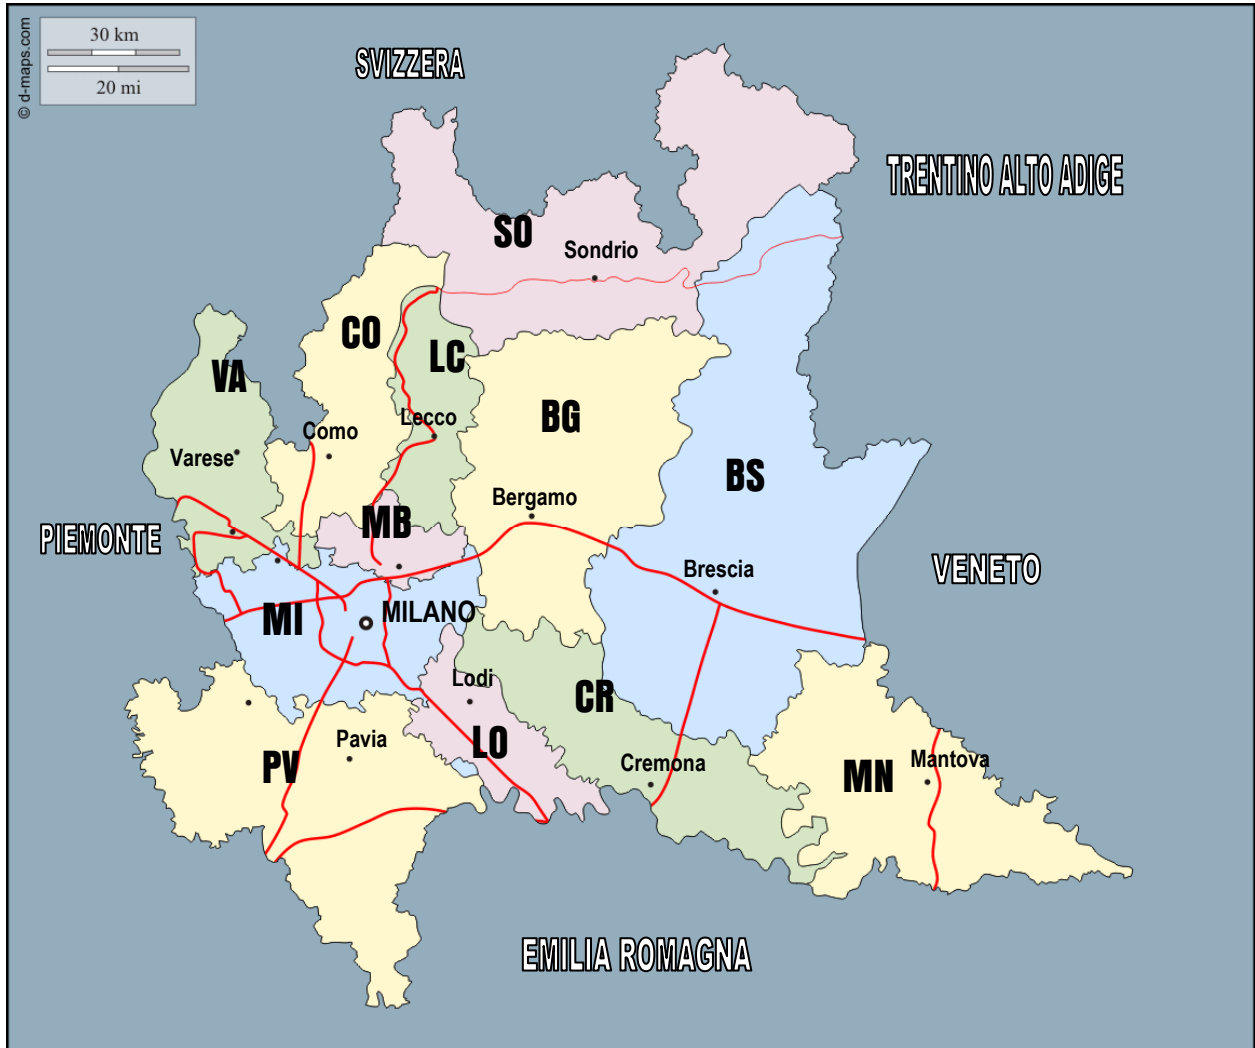 © d-maps.com
30 km
20 mi
SVIZZERA
TRENTINO ALTO ADIGE
SO
Sondrio
CO
LC
VA
BG
Lecco
Como
Varese
BS
Bergamo
MB
PIEMONTE
Brescia
VENETO
MI
MILANO
Lodi
CR
Pavia
LO
PV
Cremona
MN
Mantova
EMILIA ROMAGNA